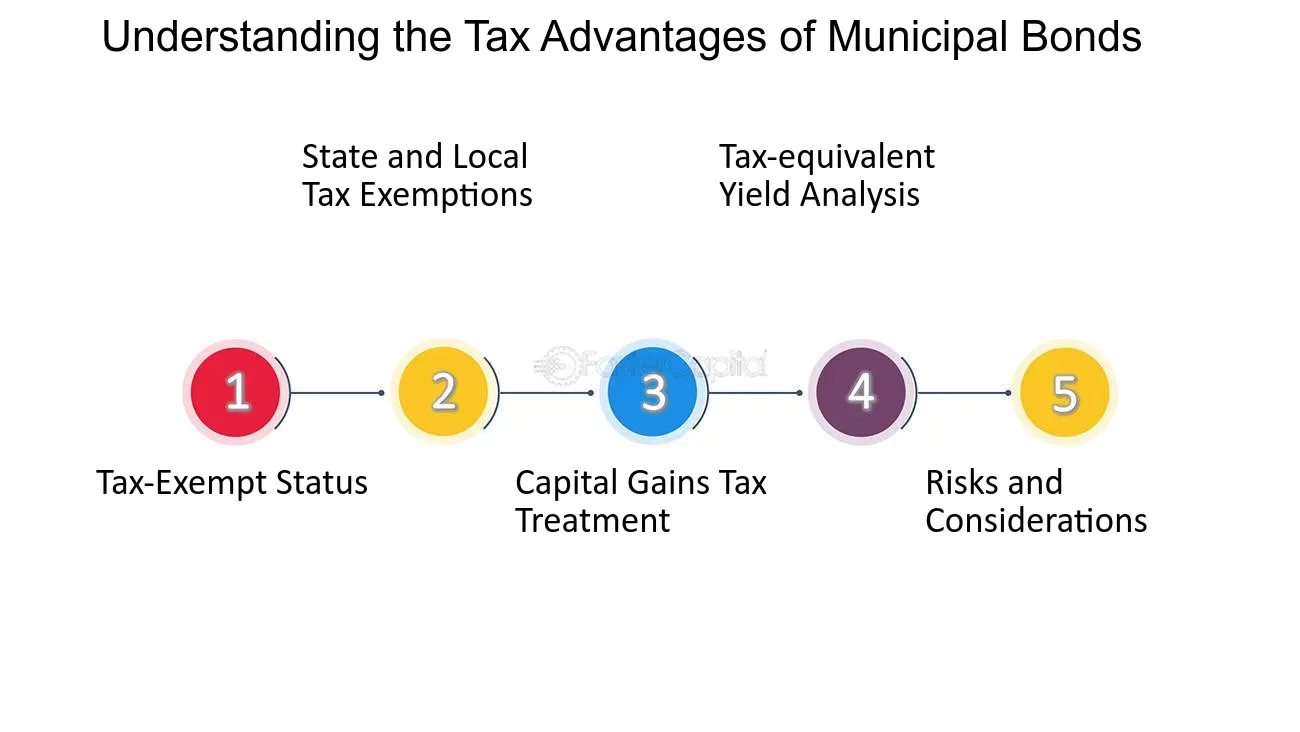 Understanding the Tax Advantages of Municipal Bonds
State and Local
Tax Exemptions
Tax-equivalent
Yield Analysis
1
2
3
4
5
FasterCapital
Tax-Exempt Status
Capital Gains Tax
Treatment
Risks and
Considerations